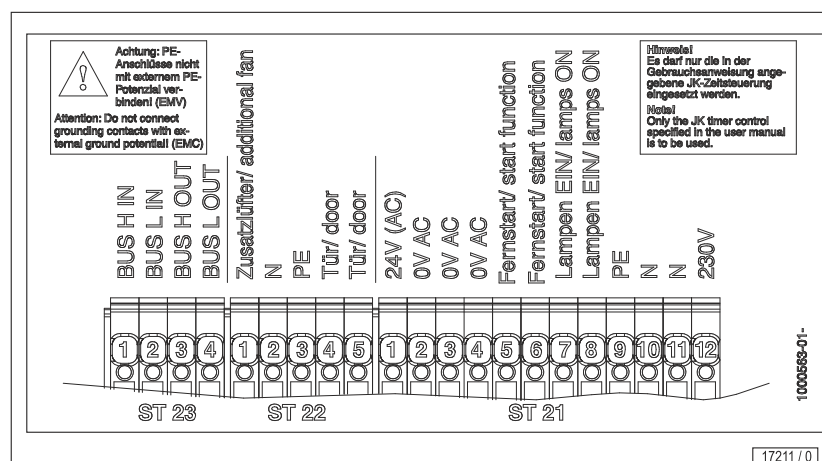 Achtung: PE-
Anschlüsse nicht
mit externem PE-
Potenzial ver-
binden! (EMV)
Attention: Do not connect
grounding contacts with ex-
ternal ground potential! (EMC)
Hinweis!
Es darf nur die in der
Gebrauchsanweisung ange-
gebene JK-Zeitsteuerung
eingesetzt werden.
Note!
Only the JK timer control
specified in the user manual
is to be used.
BUS H IN
BUS L IN
BUS H OUT
BUS L OUT
Zusatzlüfter/ additional fan
N
PE
Tür/ door
Tür/ door
24V (AC)
0V AC
0V AC
0V AC
Fernstart/ start function
Fernstart/ start function
Lampen EIN/ lamps ON
Lampen EIN/ lamps ON
PE
N
N
230V
1 2 3 4 1 2 3 4 5 1 2 3 4 5 6 7 8 9 10 11 12
ST 23 ST 22 ST 21
1000563-01-
17211 / 0